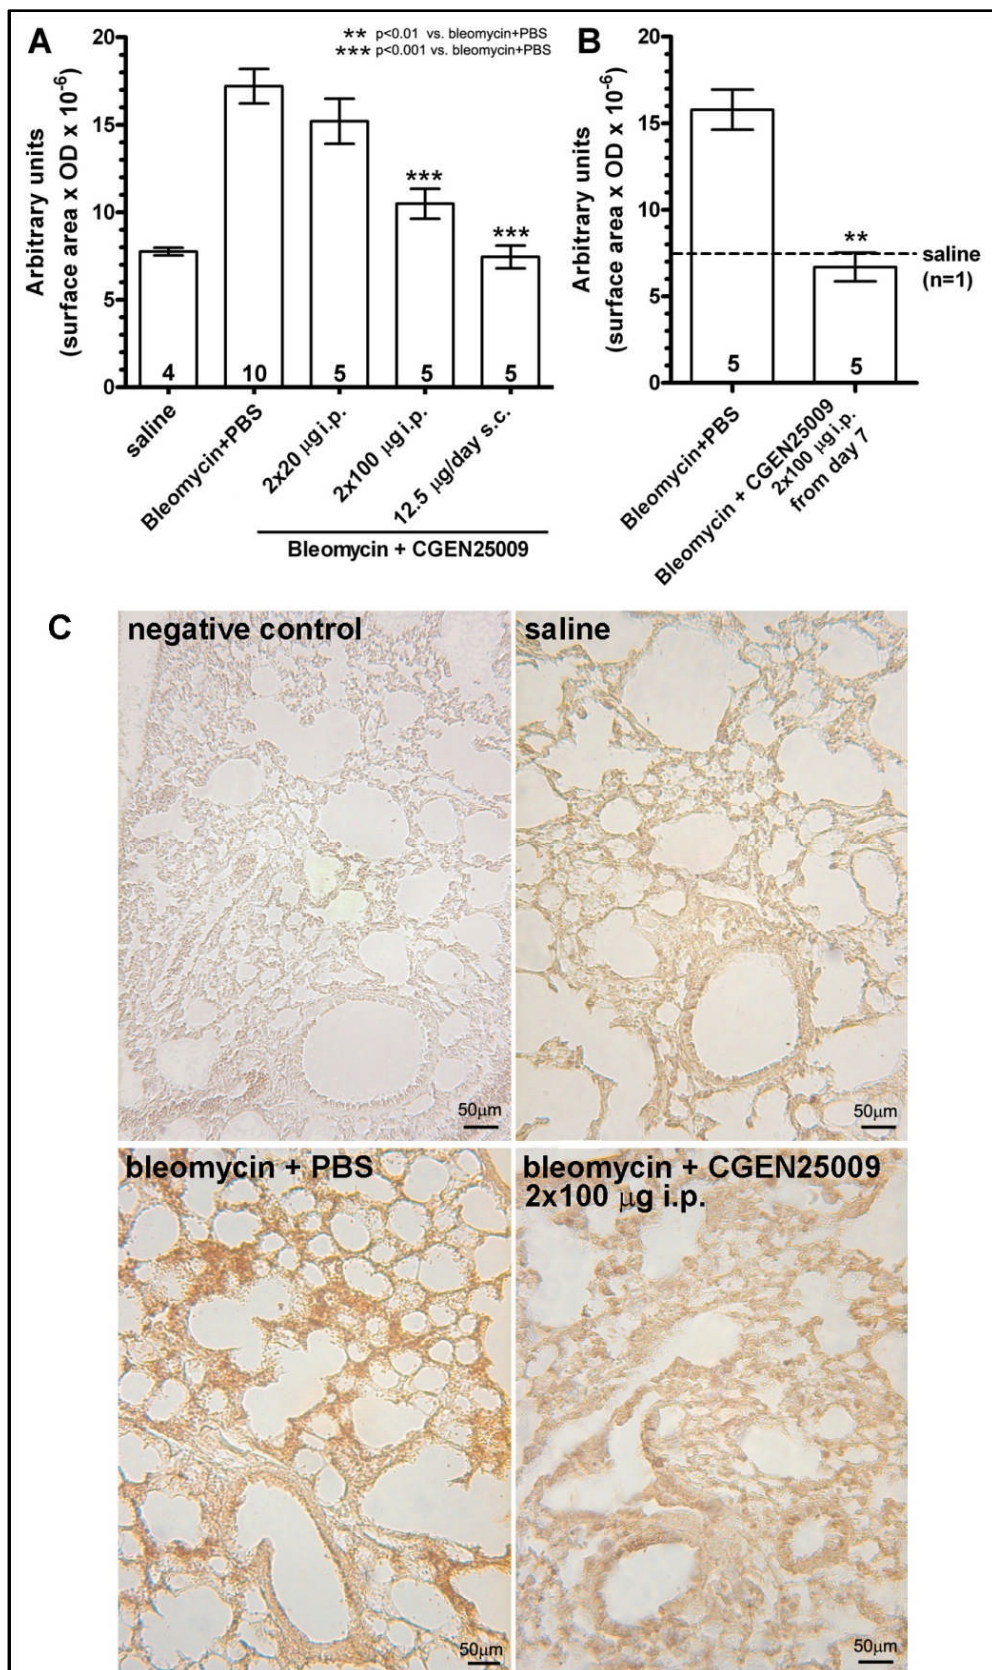 A
** p<0.01 vs. bleomycin+PBS
*** p<0.001 vs. bleomycin+PBS
Arbitrary units
(surface area x OD x 10-6)
20
15
10
5
0
***
***
4
10
5
5
5
saline
Bleomycin+PBS
2x20 µg i.p.
2x100 µg i.p.
12.5 µg/day s.c.
Bleomycin + CGEN25009
B
Arbitrary units
(surface area x OD x 10-6)
20
15
10
5
0
**
saline
(n=1)
5
5
Bleomycin+PBS
Bleomycin + CGEN25009
2x100 µg i.p.
from day 7
C
negative control
50µm
saline
50µm
bleomycin + PBS
50µm
bleomycin + CGEN25009
2x100 µg i.p.
50µm